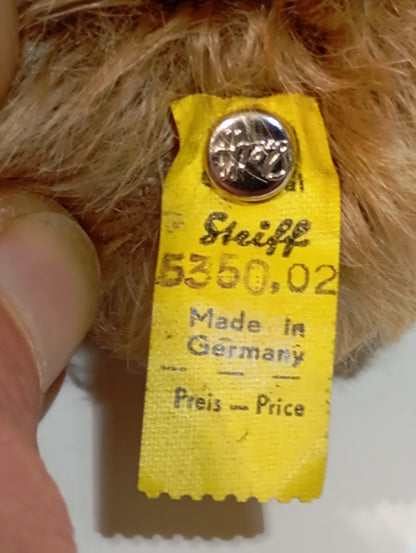 Steiff
5350,02
Made in
Germany
Preis – Price